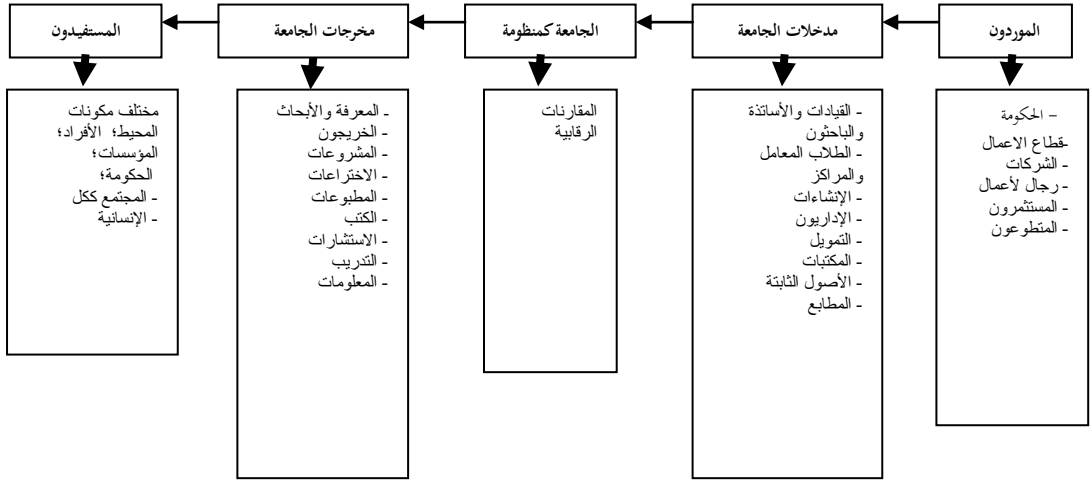 الموردون
مدخلات الجامعة
الجامعة كمنظومة
مخرجات الجامعة
المستفيدون
– الحكومة
-قطاع الاعمال
- الشركات
- رجال لأعمال
- المستثمرون
- المتطوعون
- القيادات والأساتذة
والباحثون
- الطلاب المعامل
والمراكز
- الإنشاءات
- الإداريون
- التمويل
- المكتبات
- الأصول الثابتة
- المطابع
المقارنات
الرقابية
- المعرفة والأبحاث
- الخريجون
- المشروعات
- الاختراعات
- المطبوعات
- الكتب
- الاستشارات
- التدريب
- المعلومات
مختلف مكونات
المحيط؛ الأفراد؛
المؤسسات؛
الحكومة؛
- المجتمع ككل
- الإنسانية